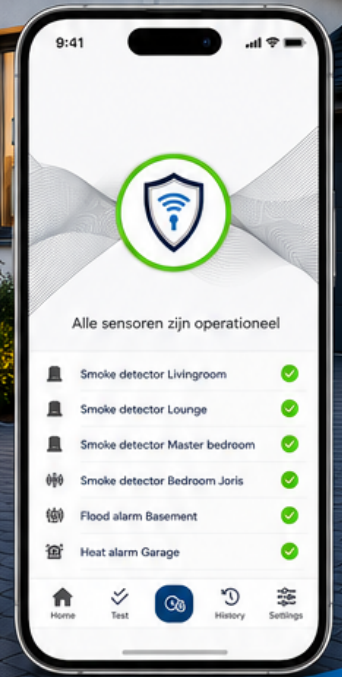 9:41
Alle sensoren zijn operationeel
Smoke detector Livingroom
Smoke detector Lounge
Smoke detector Master bedroom
Smoke detector Bedroom Joris
Flood alarm Basement
Heat alarm Garage
Home Test History Settings